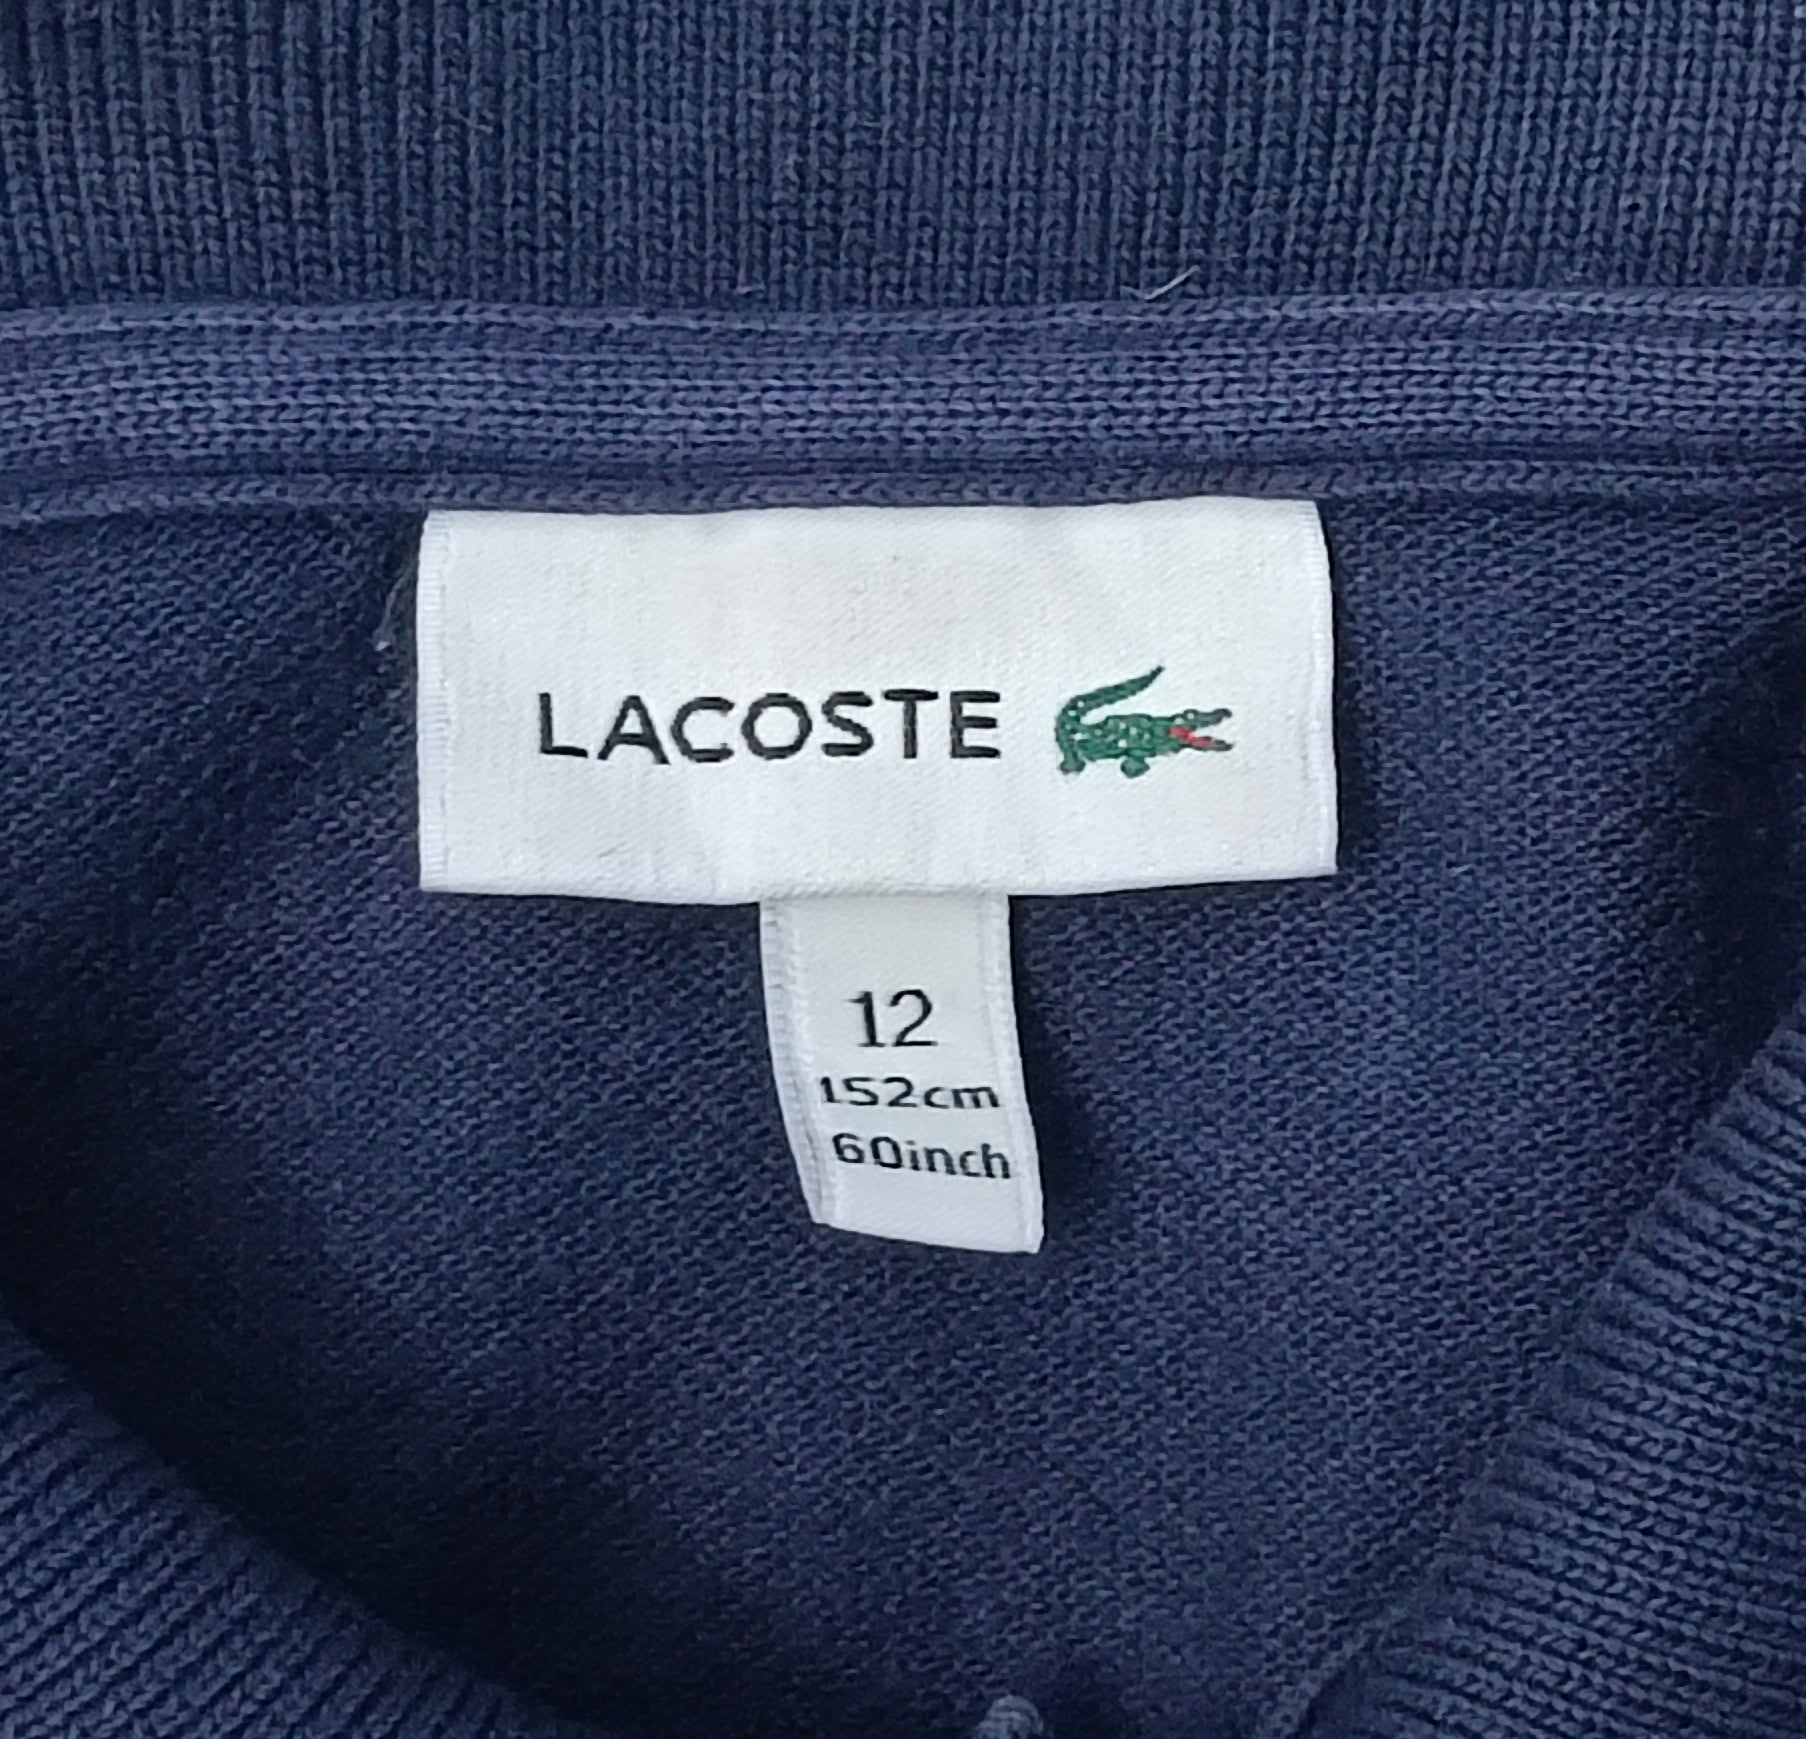 LACOSTE
12
152cm
60inch